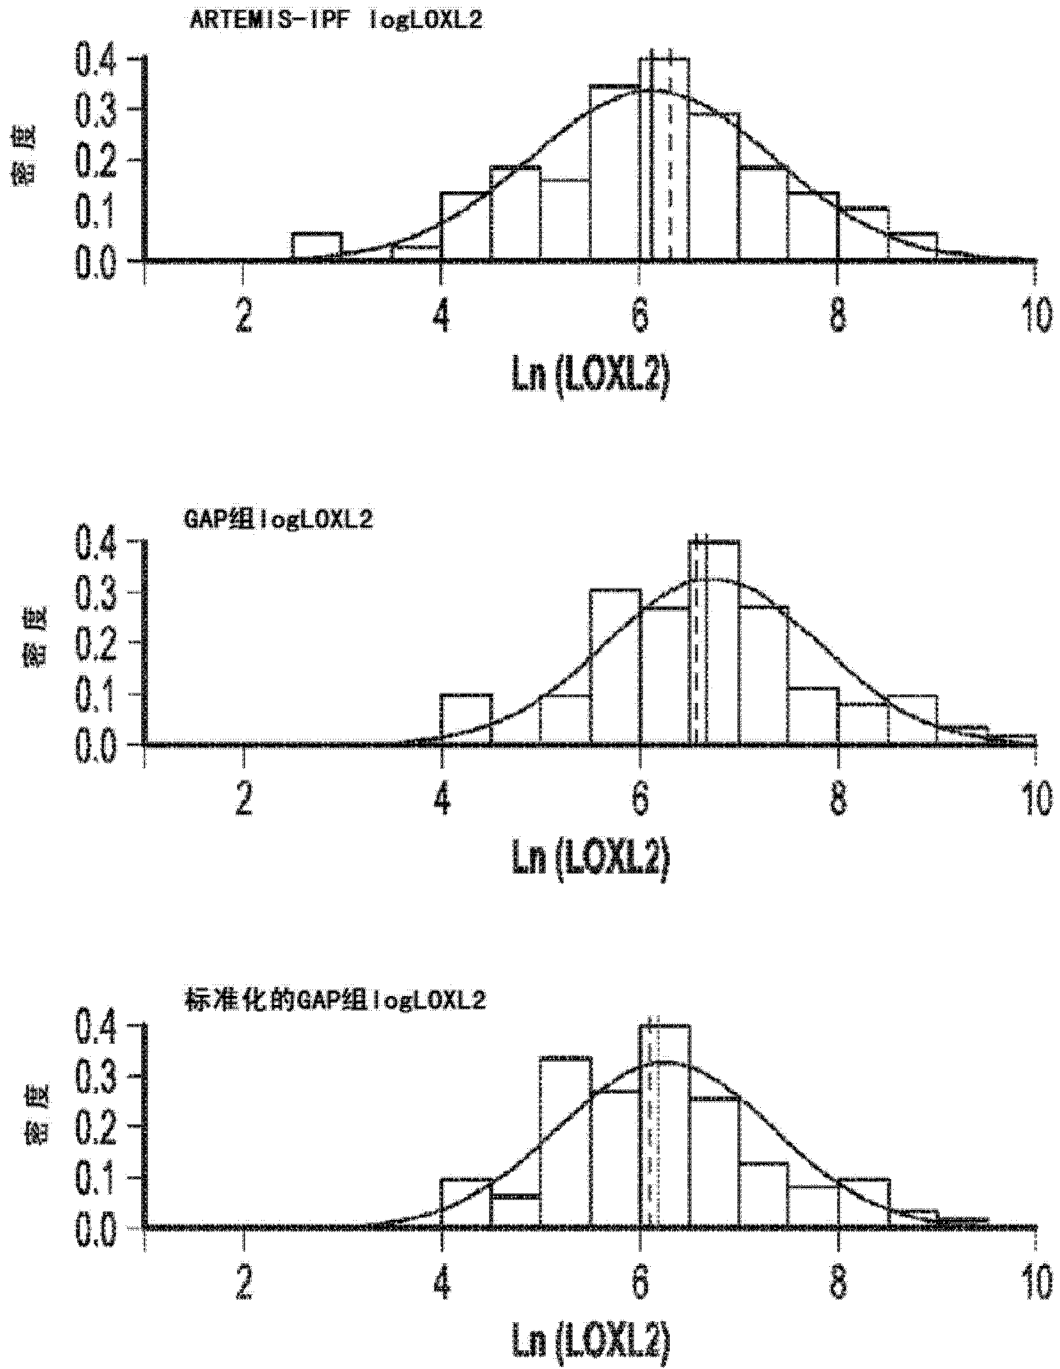 ARTEMIS-IPF logLOXL2
密度
0.4
0.3
0.2
0.1
0.0
2 4 6 8 10
Ln (LOXL2)
GAP组logLOXL2
密度
0.4
0.3
0.2
0.1
0.0
2 4 6 8 10
Ln (LOXL2)
标准化的GAP组logLOXL2
密度
0.4
0.3
0.2
0.1
0.0
2 4 6 8 10
Ln (LOXL2)